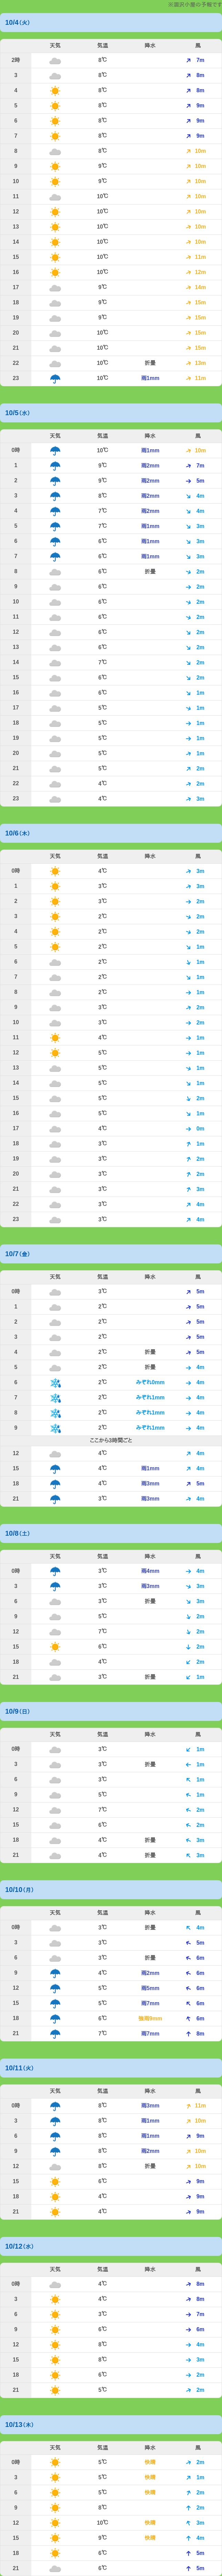 ※箇所小量の予報です
10/4(火)
天気 気温 降水 風
2時 8℃ 7m
3 8℃ 8m
4 8℃ 8m
5 8℃ 9m
6 8℃ 9m
7 8℃ 9m
8 8℃ 10m
9 9℃ 10m
10 9℃ 10m
11 10℃ 10m
12 10℃ 10m
13 10℃ 10m
14 10℃ 10m
15 10℃ 11m
16 10℃ 12m
17 9℃ 14m
18 9℃ 15m
19 9℃ 15m
20 10℃ 15m
21 10℃ 15m
22 10℃ 折曇 13m
23 10℃ 雨1mm 11m
10/5(水)
天気 気温 降水 風
0時 10℃ 雨1mm 10m
1 9℃ 雨2mm 7m
2 9℃ 雨2mm 5m
3 8℃ 雨2mm 4m
4 7℃ 雨2mm 4m
5 7℃ 雨1mm 3m
6 6℃ 雨1mm 3m
7 6℃ 雨1mm 3m
8 6℃ 折曇 2m
9 6℃ 2m
10 6℃ 2m
11 6℃ 2m
12 6℃ 2m
13 6℃ 2m
14 7℃ 2m
15 6℃ 2m
16 6℃ 1m
17 5℃ 1m
18 5℃ 1m
19 5℃ 1m
20 5℃ 1m
21 5℃ 2m
22 4℃ 2m
23 4℃ 3m
10/6(木)
天気 気温 降水 風
0時 4℃ 3m
1 3℃ 3m
2 3℃ 2m
3 2℃ 2m
4 2℃ 2m
5 2℃ 1m
6 2℃ 1m
7 2℃ 1m
8 2℃ 1m
9 3℃ 2m
10 3℃ 2m
11 4℃ 1m
12 5℃ 1m
13 5℃ 1m
14 5℃ 1m
15 5℃ 2m
16 5℃ 1m
17 4℃ 0m
18 3℃ 1m
19 3℃ 2m
20 3℃ 2m
21 3℃ 3m
22 3℃ 4m
23 3℃ 4m
10/7(金)
天気 気温 降水 風
0時 3℃ 5m
1 2℃ 5m
2 2℃ 5m
3 2℃ 5m
4 2℃ 折曇 5m
5 2℃ 折曇 4m
6 2℃ みぞれ0mm 4m
7 2℃ みぞれ1mm 4m
8 2℃ みぞれ1mm 4m
9 2℃ みぞれ1mm 4m
ここから3時間ごと
12 4℃ 4m
15 4℃ 雨1mm 4m
18 4℃ 雨3mm 5m
21 3℃ 雨3mm 4m
10/8(土)
天気 気温 降水 風
0時 3℃ 雨4mm 4m
3 3℃ 雨3mm 3m
6 3℃ 折曇 3m
9 5℃ 2m
12 7℃ 2m
15 6℃ 2m
18 4℃ 2m
21 3℃ 折曇 1m
10/9(日)
天気 気温 降水 風
0時 3℃ 1m
3 3℃ 折曇 1m
6 3℃ 1m
9 5℃ 1m
12 7℃ 2m
15 6℃ 2m
18 4℃ 折曇 3m
21 4℃ 折曇 3m
10/10(月)
天気 気温 降水 風
0時 3℃ 折曇 4m
3 3℃ 5m
6 3℃ 折曇 6m
9 4℃ 雨2mm 6m
12 5℃ 雨5mm 6m
15 5℃ 雨7mm 6m
18 6℃ 強雨8mm 6m
21 7℃ 雨7mm 8m
10/11(火)
天気 気温 降水 風
0時 8℃ 雨3mm 11m
3 8℃ 雨1mm 10m
6 8℃ 雨1mm 9m
9 8℃ 雨2mm 10m
12 8℃ 折曇 10m
15 6℃ 9m
18 4℃ 9m
21 4℃ 9m
10/12(水)
天気 気温 降水 風
0時 4℃ 8m
3 4℃ 8m
6 3℃ 7m
9 6℃ 6m
12 8℃ 4m
15 8℃ 3m
18 6℃ 2m
21 5℃ 2m
10/13(木)
天気 気温 降水 風
0時 5℃ 快晴 2m
3 5℃ 快晴 1m
6 5℃ 快晴 2m
9 8℃ 2m
12 10℃ 快晴 3m
15 9℃ 快晴 4m
18 6℃ 5m
21 6℃ 5m